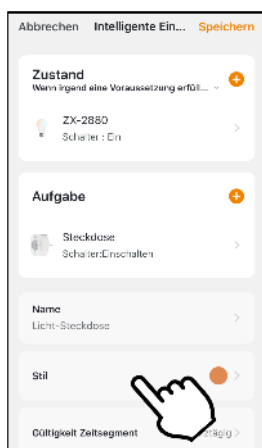 Abbrechen Intelligente Ein... Speichern
Zustand
Wenn irgend eine Voraussetzung erfüll...
ZX-2880
Schalter : Ein
Aufgabe
Steckdose
Schalter:Einschalten
Name
Licht-Steckdose
Stil
Gültigkeit Zeitsegment